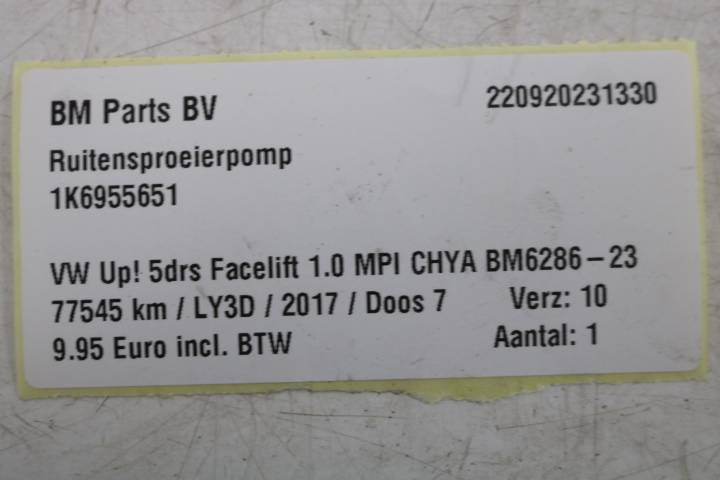 BM Parts BV 220920231330
Ruitensproeierpomp
1K6955651
VW Up! 5drs Facelift 1.0 MPI CHYA BM6286-23
77545 km / LY3D / 2017 / Doos 7 Verz: 10
9.95 Euro incl. BTW Aantal: 1